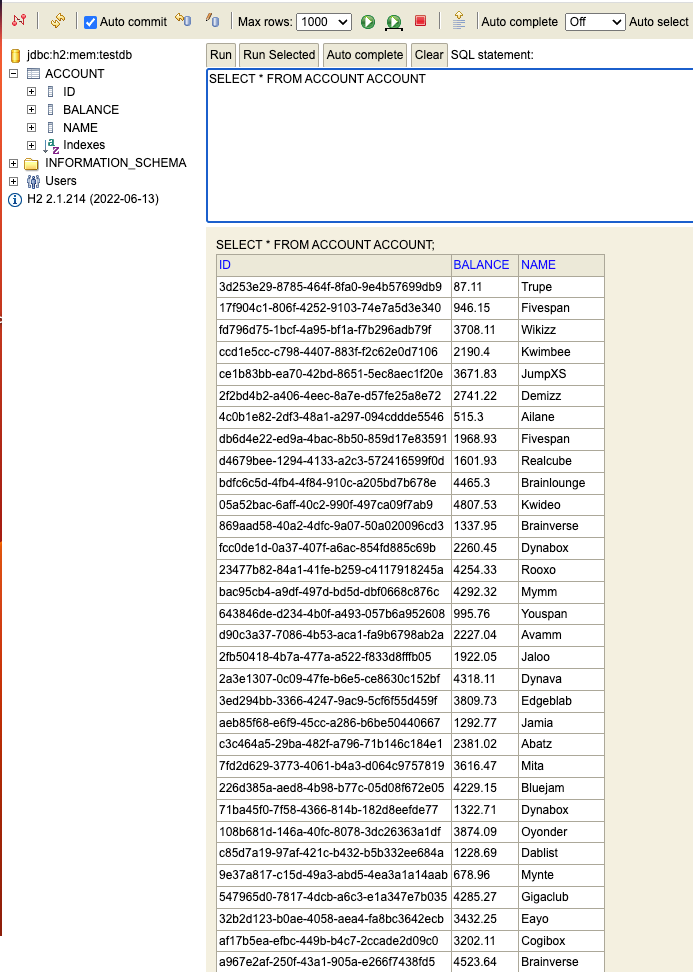 Auto commit Max rows: 1000 Auto complete Off Auto select
jdbc:h2:mem:testdb
ACCOUNT
ID
BALANCE
NAME
Indexes
INFORMATION_SCHEMA
Users
H2 2.1.214 (2022-06-13)
Run Run Selected Auto complete Clear SQL statement:
SELECT * FROM ACCOUNT ACCOUNT
SELECT * FROM ACCOUNT ACCOUNT;
ID BALANCE NAME
3d253e29-8785-464f-8fa0-9e4b57699db9 87.11 Trupe
17f904c1-806f-4252-9103-74e7a5d3e340 946.15 Fivespan
fd796d75-1bcf-4a95-bf1a-f7b296adb79f 3708.11 Wikizz
ccd1e5cc-c798-4407-883f-f2c62e0d7106 2190.4 Kwimbee
ce1b83bb-ea70-42bd-8651-5ec8aec1f20e 3671.83 JumpXS
2f2bd4b2-a406-4eec-8a7e-d57fe25a8e72 2741.22 Demizz
4c0b1e82-2df3-48a1-a297-094cddde5546 515.3 Ailane
db6d4e22-ed9a-4bac-8b50-859d17e83591 1968.93 Fivespan
d4679bee-1294-4133-a2c3-572416599f0d 1601.93 Realcube
bdfc6c5d-4fb4-4f84-910c-a205bd7b678e 4465.3 Brainlounge
05a52bac-6aff-40c2-990f-497ca09f7ab9 4807.53 Kwideo
869aad58-40a2-4dfc-9a07-50a020096cd3 1337.95 Brainverse
fcc0de1d-0a37-407f-a6ac-854fd885c69b 2260.45 Dynabox
23477b82-84a1-41fe-b259-c4117918245a 4254.33 Rooxo
bac95cb4-a9df-497d-bd5d-dbf0668c876c 4292.32 Mymm
643846de-d234-4b0f-a493-057b6a952608 995.76 Youspan
d90c3a37-7086-4b53-aca1-fa9b6798ab2a 2227.04 Avamm
2fb50418-4b7a-477a-a522-f833d8fffb05 1922.05 Jaloo
2a3e1307-0c09-47fe-b6e5-ce8630c152bf 4318.11 Dynava
3ed294bb-3366-4247-9ac9-5cf6f55d459f 3809.73 Edgeblab
aeb85f68-e6f9-45cc-a286-b6be50440667 1292.77 Jamia
c3c464a5-29ba-482f-a796-71b146c184e1 2381.02 Abatz
7fd2d629-3773-4061-b4a3-d064c9757819 3616.47 Mita
226d385a-aed8-4b98-b77c-05d08f672e05 4229.15 Bluejam
71ba45f0-7f58-4366-814b-182d8eefde77 1322.71 Dynabox
108b681d-146a-40fc-8078-3dc26363a1df 3874.09 Oyonder
c85d7a19-97af-421c-b432-b5b332ee684a 1228.69 Dablist
9e37a817-c15d-49a3-abd5-4ea3a1a14aab 678.96 Mynte
547965d0-7817-4dcb-a6c3-e1a347e7b035 4285.27 Gigaclub
32b2d123-b0ae-4058-aea4-fa8bc3642ecb 3432.25 Eayo
af17b5ea-efbc-449b-b4c7-2ccade2d09c0 3202.11 Cogibox
a967e2af-250f-43a1-905a-e266f7438fd5 4523.64 Brainverse